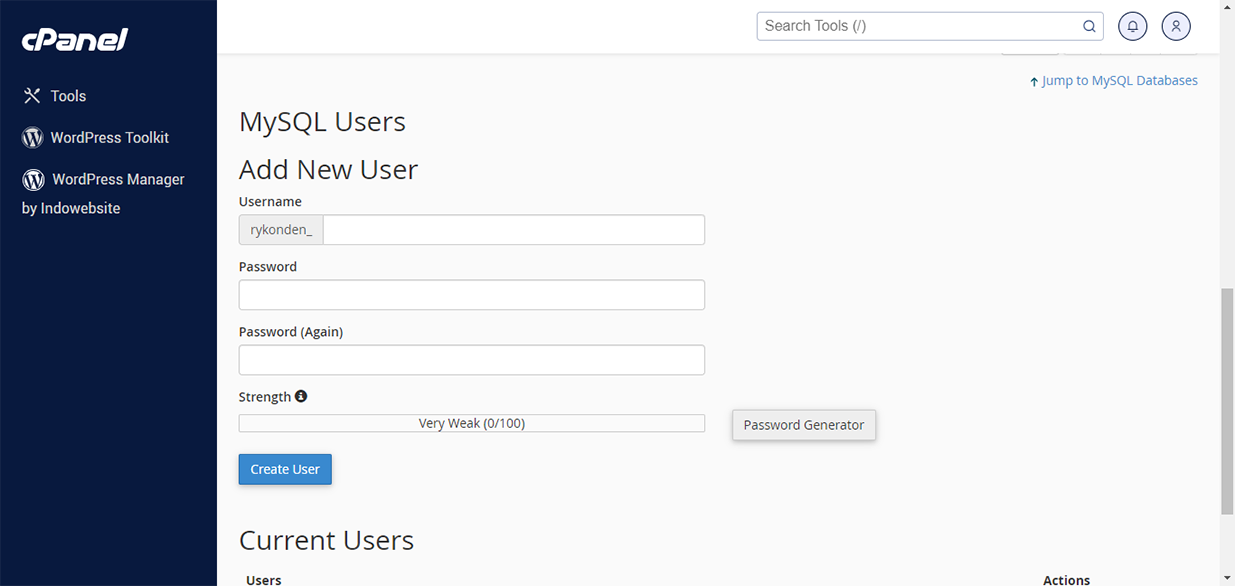 cPanel
Search Tools (/)
Tools
WordPress Toolkit
WordPress Manager
by Indowebsite
Jump to MySQL Databases
MySQL Users
Add New User
Username
rykonden_
Password
Password (Again)
Strength
Very Weak (0/100)
Password Generator
Create User
Current Users
Users Actions